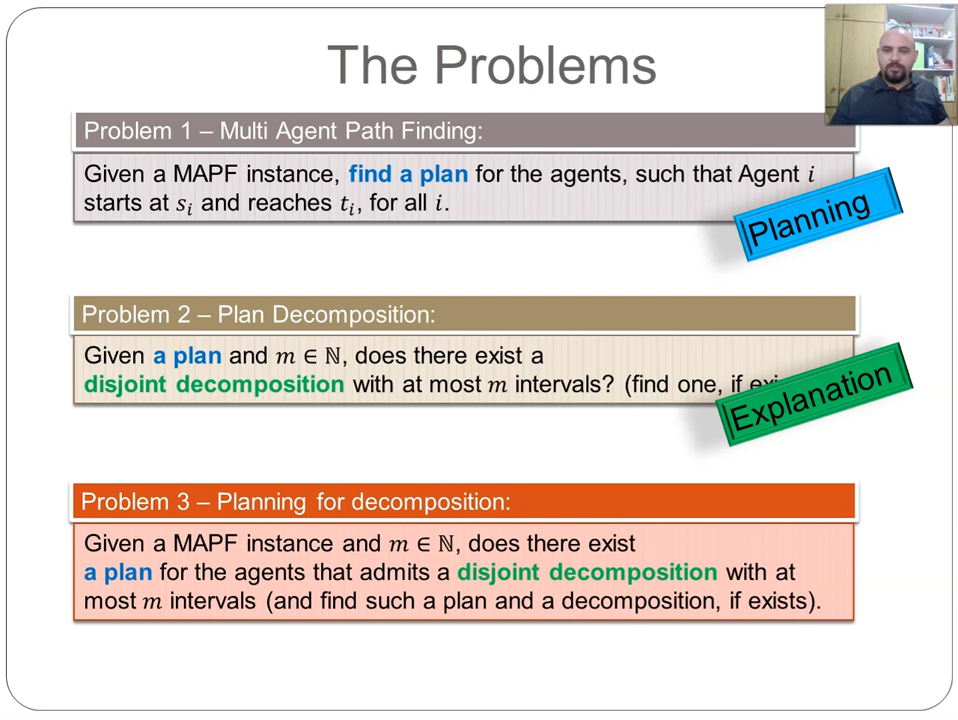 The Problems
Problem 1 – Multi Agent Path Finding:
Given a MAPF instance, find a plan for the agents, such that Agent 𝑖
starts at 𝑠ᵢ and reaches 𝑡ᵢ, for all 𝑖.
Planning
Problem 2 – Plan Decomposition:
Given a plan and 𝑚 ∈ ℕ, does there exist a
disjoint decomposition with at most 𝑚 intervals? (find one, if
Explanation
Problem 3 – Planning for decomposition:
Given a MAPF instance and 𝑚 ∈ ℕ, does there exist
a plan for the agents that admits a disjoint decomposition with at
most 𝑚 intervals (and find such a plan and a decomposition, if exists).